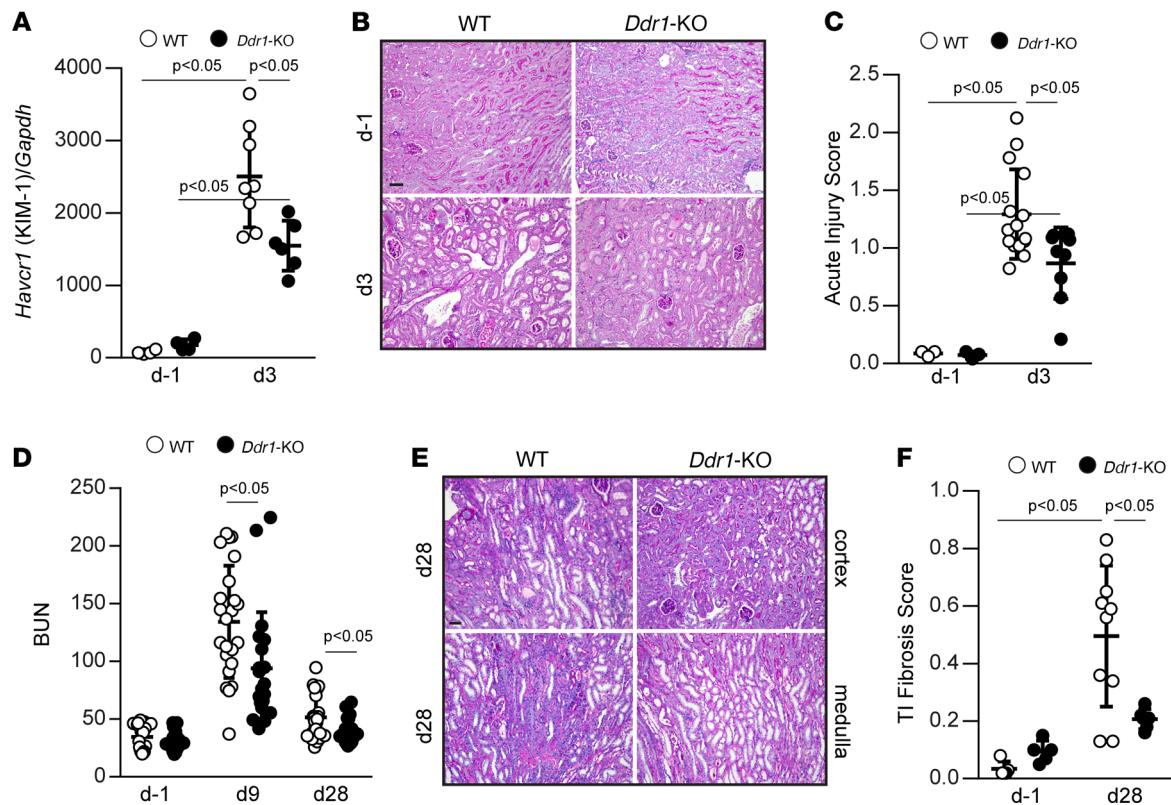 A
WT
Ddr1-KO
Havcr1 (KIM-1)/Gapdh
4000
3000
2000
1000
0
p<0.05
p<0.05
p<0.05
d-1
d3
B
WT
Ddr1-KO
d-1
d3
C
WT
Ddr1-KO
Acute Injury Score
2.5
2.0
1.5
1.0
0.5
0.0
p<0.05
p<0.05
p<0.05
d-1
d3
D
WT
Ddr1-KO
BUN
250
200
150
100
50
0
p<0.05
p<0.05
d-1
d9
d28
E
WT
Ddr1-KO
d28
cortex
d28
medulla
F
WT
Ddr1-KO
TI Fibrosis Score
1.0
0.8
0.6
0.4
0.2
0.0
p<0.05
p<0.05
d-1
d28